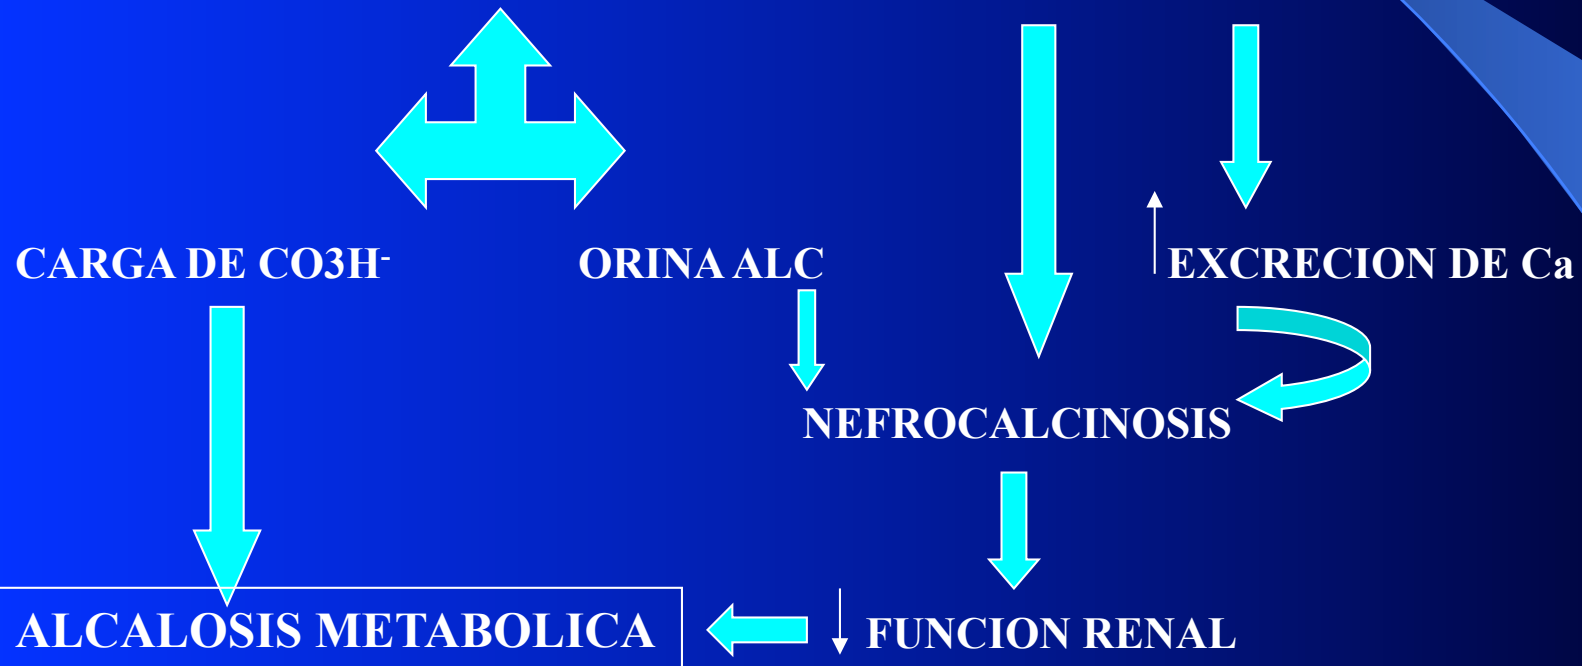 CARGA DE CO3H-
ORINA ALC
EXCRECION DE Ca
NEFROCALCINOSIS
ALCALOSIS METABOLICA
FUNCION RENAL